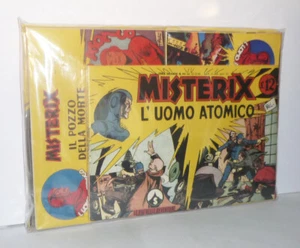 MISTERIX
IL POZZO
DELLA MORTE
MISTERIX
L'UOMO ATOMICO